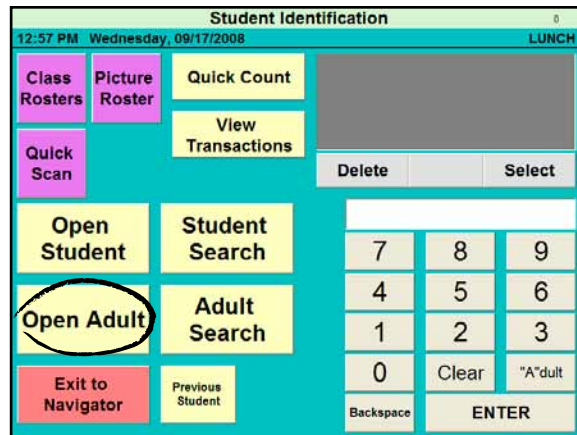 Student Identification 0
12:57 PM Wednesday, 09/17/2008 LUNCH
Class
Rosters
Picture
Roster
Quick Count
View
Transactions
Quick
Scan
Delete Select
Open
Student
Student
Search
Open Adult
Adult
Search
Exit to
Navigator
Previous
Student
7 8 9
4 5 6
1 2 3
0 Clear "A"dult
Backspace ENTER